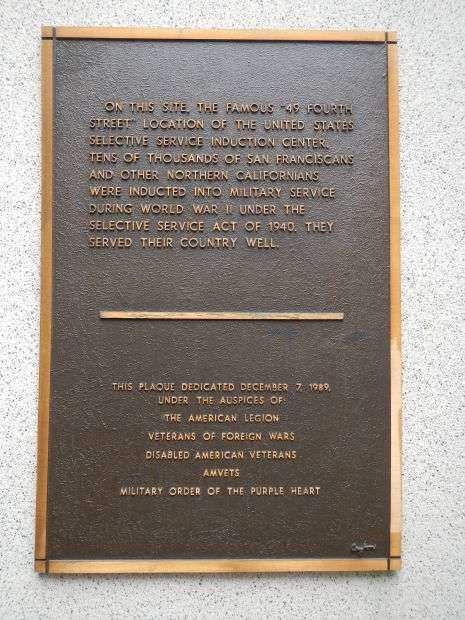 ON THIS SITE, THE FAMOUS "49 FOURTH
STREET" LOCATION OF THE UNITED STATES
SELECTIVE SERVICE INDUCTION CENTER,
TENS OF THOUSANDS OF SAN FRANCISCANS
AND OTHER NORTHERN CALIFORNIANS
WERE INDUCTED INTO MILITARY SERVICE
DURING WORLD WAR II UNDER THE
SELECTIVE SERVICE ACT OF 1940. THEY
SERVED THEIR COUNTRY WELL.
THIS PLAQUE DEDICATED DECEMBER 7, 1989,
UNDER THE AUSPICES OF:
THE AMERICAN LEGION
VETERANS OF FOREIGN WARS
DISABLED AMERICAN VETERANS
AMVETS
MILITARY ORDER OF THE PURPLE HEART